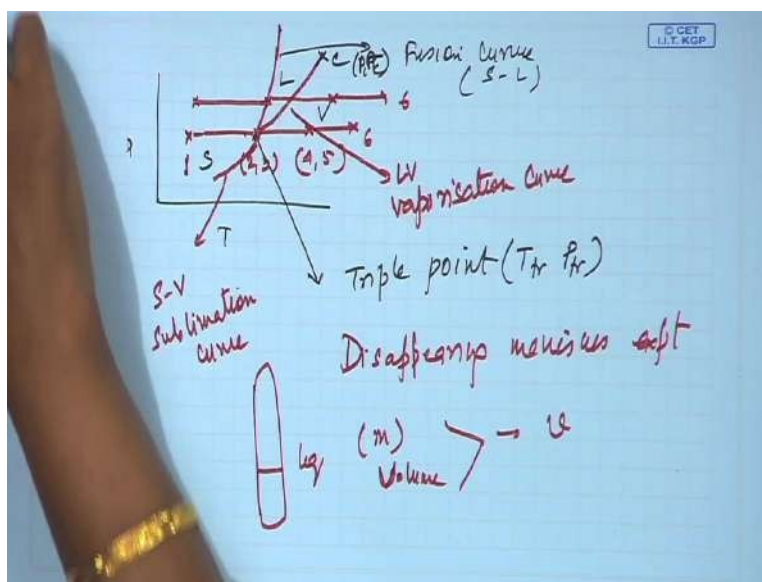 © CET
I.I.T. KGP
Fusion curve
(S-L)
C (Pc
L
V
6
6
1 S (2,3) (4,5)
LV
vaporisation curve
T
S-V
sublimation
curve
Triple point (Ttr Ptr)
Disappearing meniscus expt
liq
(m)
Volume
→ v